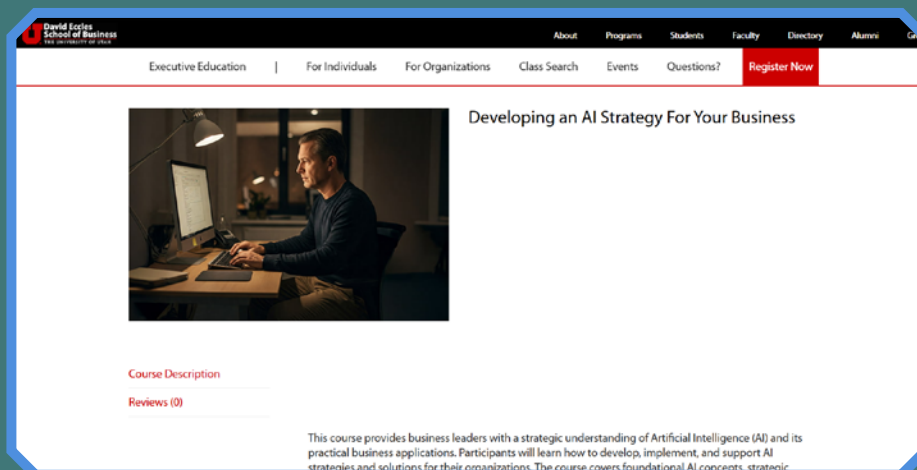 David Eccles
School of Business
THE UNIVERSITY OF UTAH
About Programs Students Faculty Directory Alumni
Executive Education | For Individuals For Organizations Class Search Events Questions? Register Now
Developing an AI Strategy For Your Business
Course Description
Reviews (0)
This course provides business leaders with a strategic understanding of Artificial Intelligence (AI) and its
practical business applications. Participants will learn how to develop, implement, and support AI
strategies and solutions for their organizations. The course covers foundational AI concepts, strategic